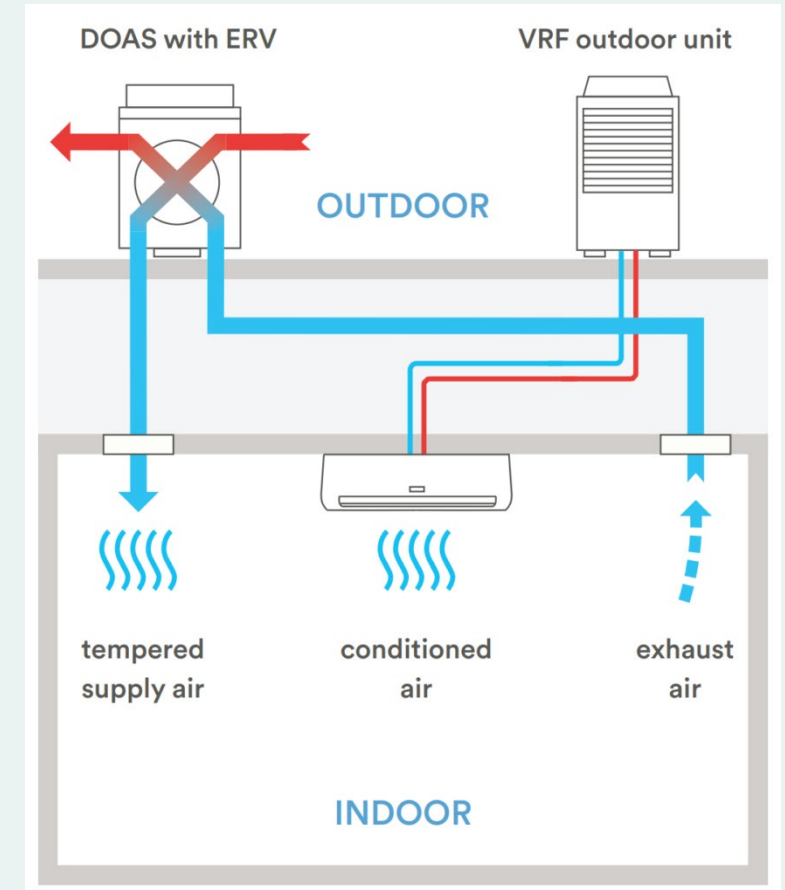 DOAS with ERV
VRF outdoor unit
OUTDOOR
tempered
supply air
conditioned
air
exhaust
air
INDOOR